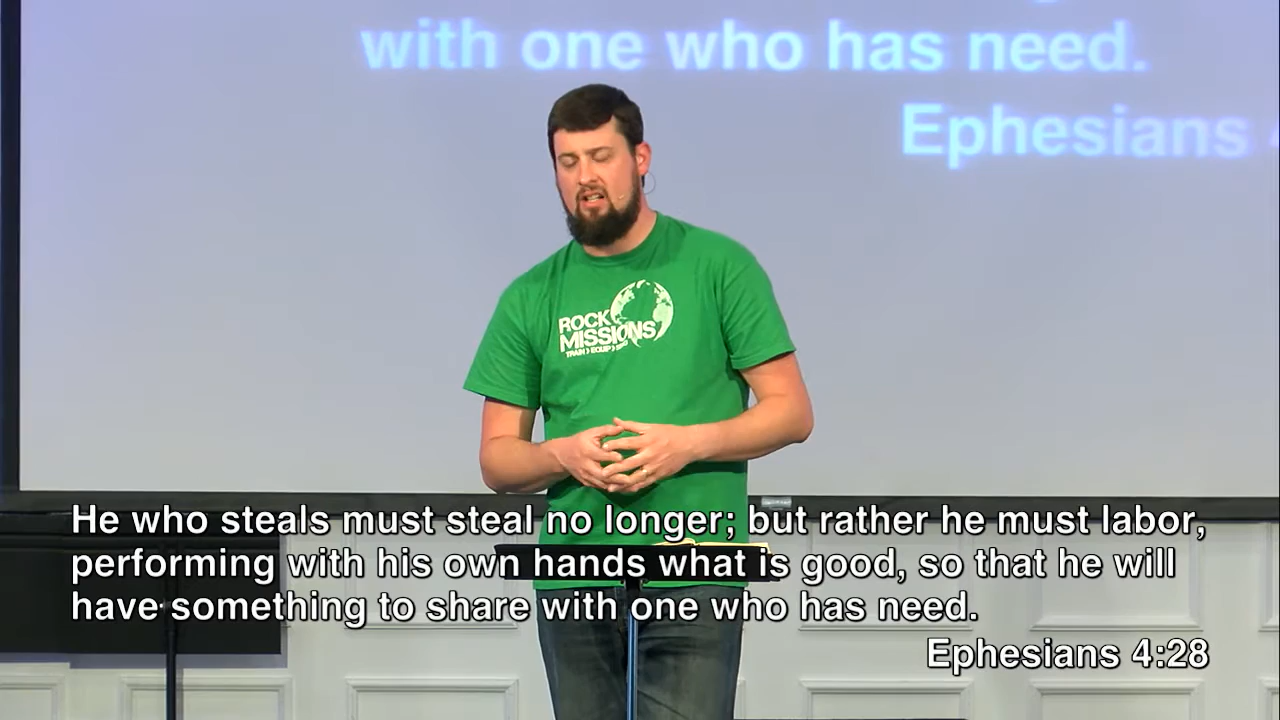 with one who has need.
Ephesians
ROCK
MISSIONS
TRAIN > EQUIP >
He who steals must steal no longer; but rather he must labor,
performing with his own hands what is good, so that he will
have something to share with one who has need.
Ephesians 4:28